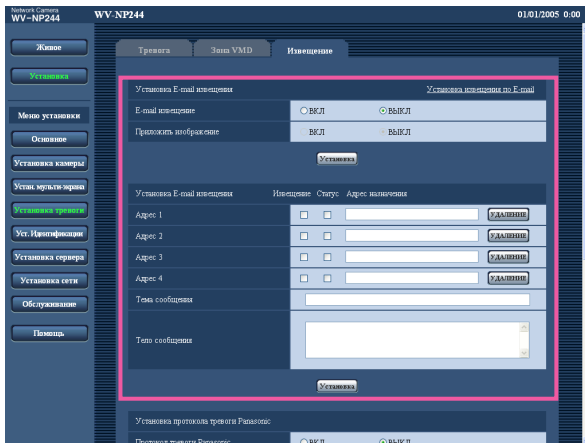 Network Camera
WV-NP244
WV-NP244
01/01/2005 0:00
Живое
Установка
Меню установки
Основное
Установка камеры
Устан. мульти-экрана
Установка тревоги
Уст. Идентификации
Установка сервера
Установка сети
Обслуживание
Помощь
Тревога
Зона VMD
Извещение
Установка E-mail извещения
Установка извещения по E-mail
E-mail извещение ВКЛ ВЫКЛ
Приложить изображение ВКЛ ВЫКЛ
Установка
Установка E-mail извещения Извещение Статус Адрес назначения
Адрес 1 УДАЛЕНИЕ
Адрес 2 УДАЛЕНИЕ
Адрес 3 УДАЛЕНИЕ
Адрес 4 УДАЛЕНИЕ
Тема сообщения
Тело сообщения
Установка
Установка протокола тревоги Panasonic
Протокол тревоги Panasonic ВКЛ ВЫКЛ